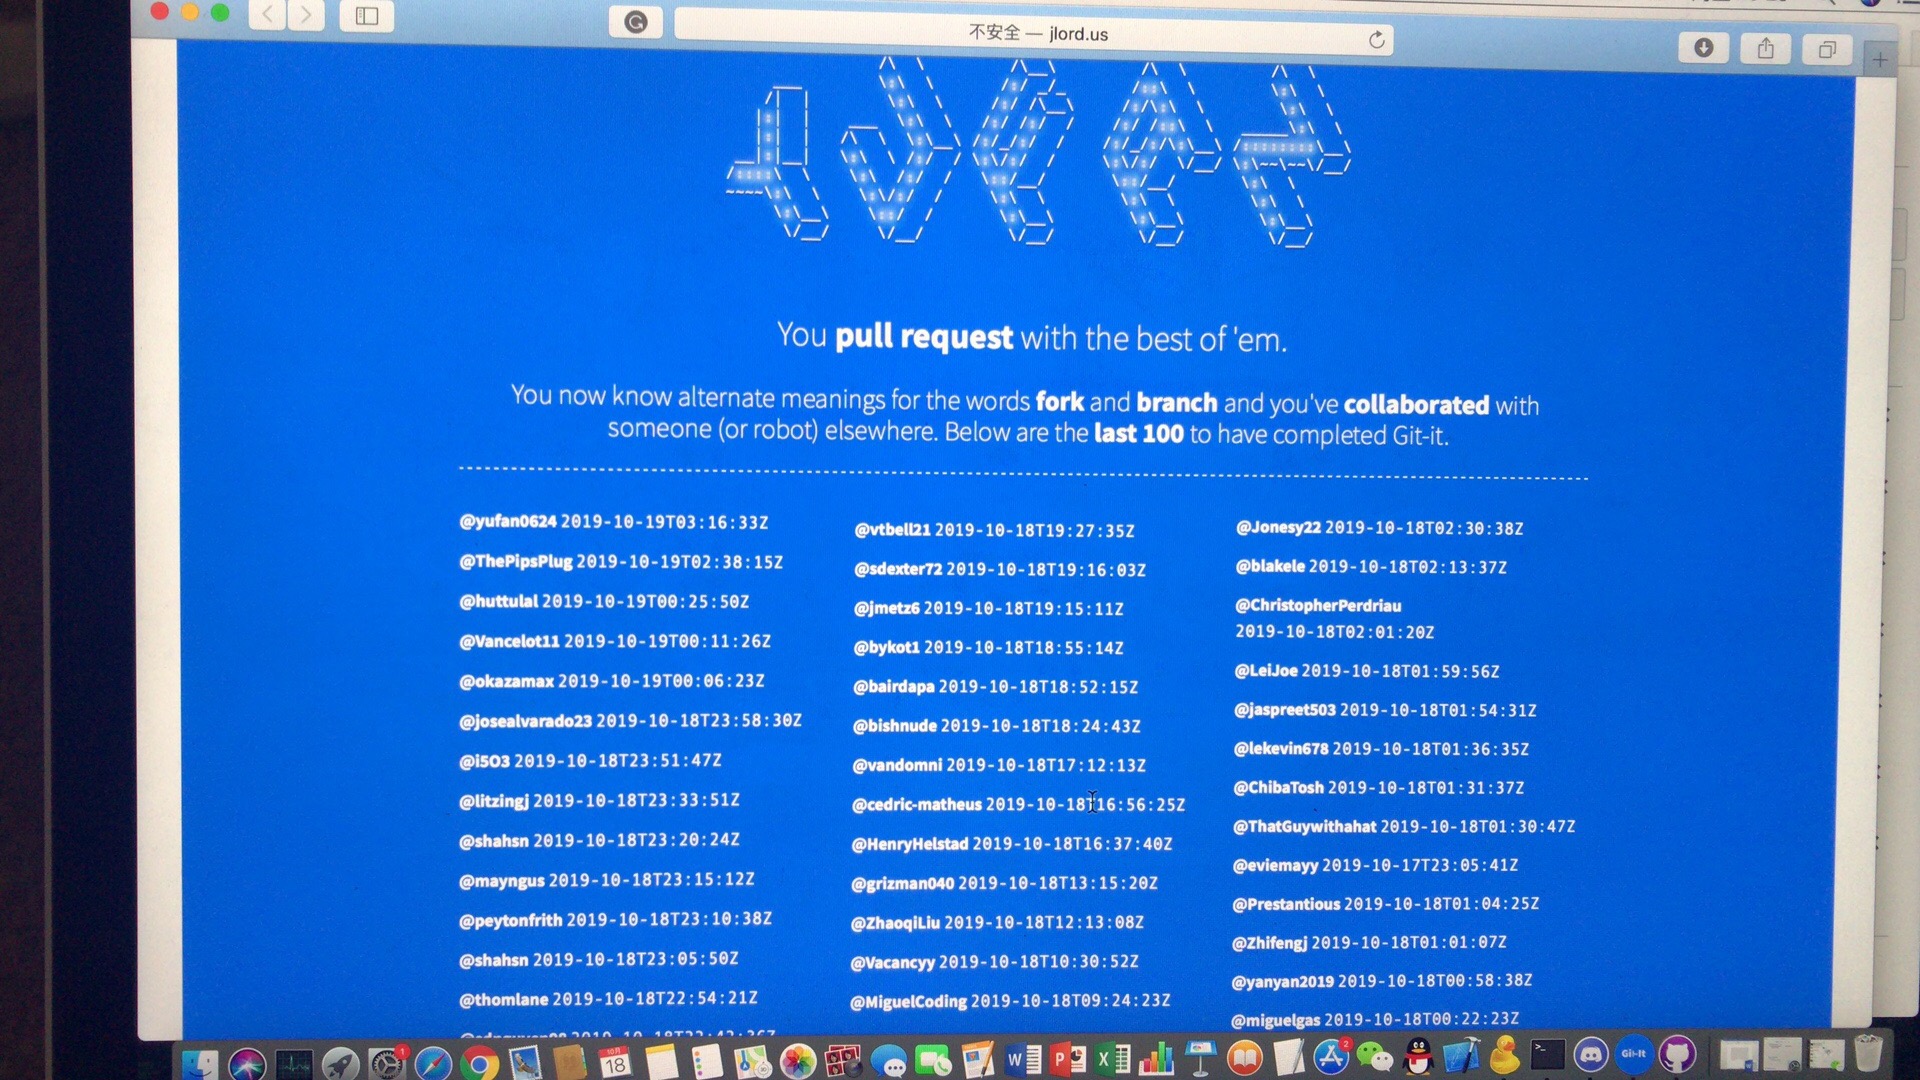 不安全 — jlord.us
You pull request with the best of 'em.
You now know alternate meanings for the words fork and branch and you've collaborated with
someone (or robot) elsewhere. Below are the last 100 to have completed Git-it.
@yufan0624 2019-10-19T03:16:33Z
@ThePipsPlug 2019-10-19T02:38:15Z
@huttulal 2019-10-19T00:25:50Z
@Vancelot11 2019-10-19T00:11:26Z
@okazamax 2019-10-19T00:06:23Z
@josealvarado23 2019-10-18T23:58:30Z
@i5O3 2019-10-18T23:51:47Z
@litzingj 2019-10-18T23:33:51Z
@shahsn 2019-10-18T23:20:24Z
@mayngus 2019-10-18T23:15:12Z
@peytonfrith 2019-10-18T23:10:38Z
@shahsn 2019-10-18T23:05:50Z
@thomlane 2019-10-18T22:54:21Z
@vtbell21 2019-10-18T19:27:35Z
@sdexter72 2019-10-18T19:16:03Z
@jmetz6 2019-10-18T19:15:11Z
@bykot1 2019-10-18T18:55:14Z
@bairdapa 2019-10-18T18:52:15Z
@bishnude 2019-10-18T18:24:43Z
@vandomni 2019-10-18T17:12:13Z
@cedric-matheus 2019-10-18T16:56:25Z
@HenryHelstad 2019-10-18T16:37:40Z
@grizman040 2019-10-18T13:15:20Z
@ZhaoqiLiu 2019-10-18T12:13:08Z
@Vacancyy 2019-10-18T10:30:52Z
@MiguelCoding 2019-10-18T09:24:23Z
@Jonesy22 2019-10-18T02:30:38Z
@blakele 2019-10-18T02:13:37Z
@ChristopherPerdriau
2019-10-18T02:01:20Z
@LeiJoe 2019-10-18T01:59:56Z
@jaspreet503 2019-10-18T01:54:31Z
@lekevin678 2019-10-18T01:36:35Z
@ChibaTosh 2019-10-18T01:31:37Z
@ThatGuywithahat 2019-10-18T01:30:47Z
@eviemayy 2019-10-17T23:05:41Z
@Prestantious 2019-10-18T01:04:25Z
@Zhifengj 2019-10-18T01:01:07Z
@yanyan2019 2019-10-18T00:58:38Z
@miguelgas 2019-10-18T00:22:23Z
10月
18
Git-It